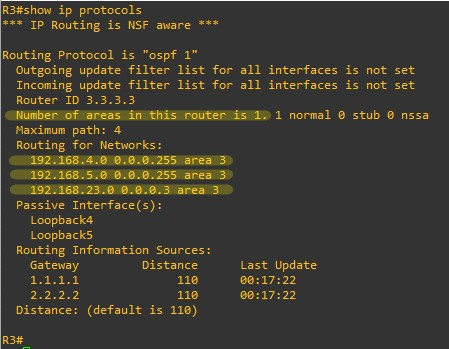 R3#show ip protocols
*** IP Routing is NSF aware ***
Routing Protocol is "ospf 1"
Outgoing update filter list for all interfaces is not set
Incoming update filter list for all interfaces is not set
Router ID 3.3.3.3
Number of areas in this router is 1. 1 normal 0 stub 0 nssa
Maximum path: 4
Routing for Networks:
192.168.4.0 0.0.0.255 area 3
192.168.5.0 0.0.0.255 area 3
192.168.23.0 0.0.0.3 area 3
Passive Interface(s):
Loopback4
Loopback5
Routing Information Sources:
Gateway Distance Last Update
1.1.1.1 110 00:17:22
2.2.2.2 110 00:17:22
Distance: (default is 110)
R3#